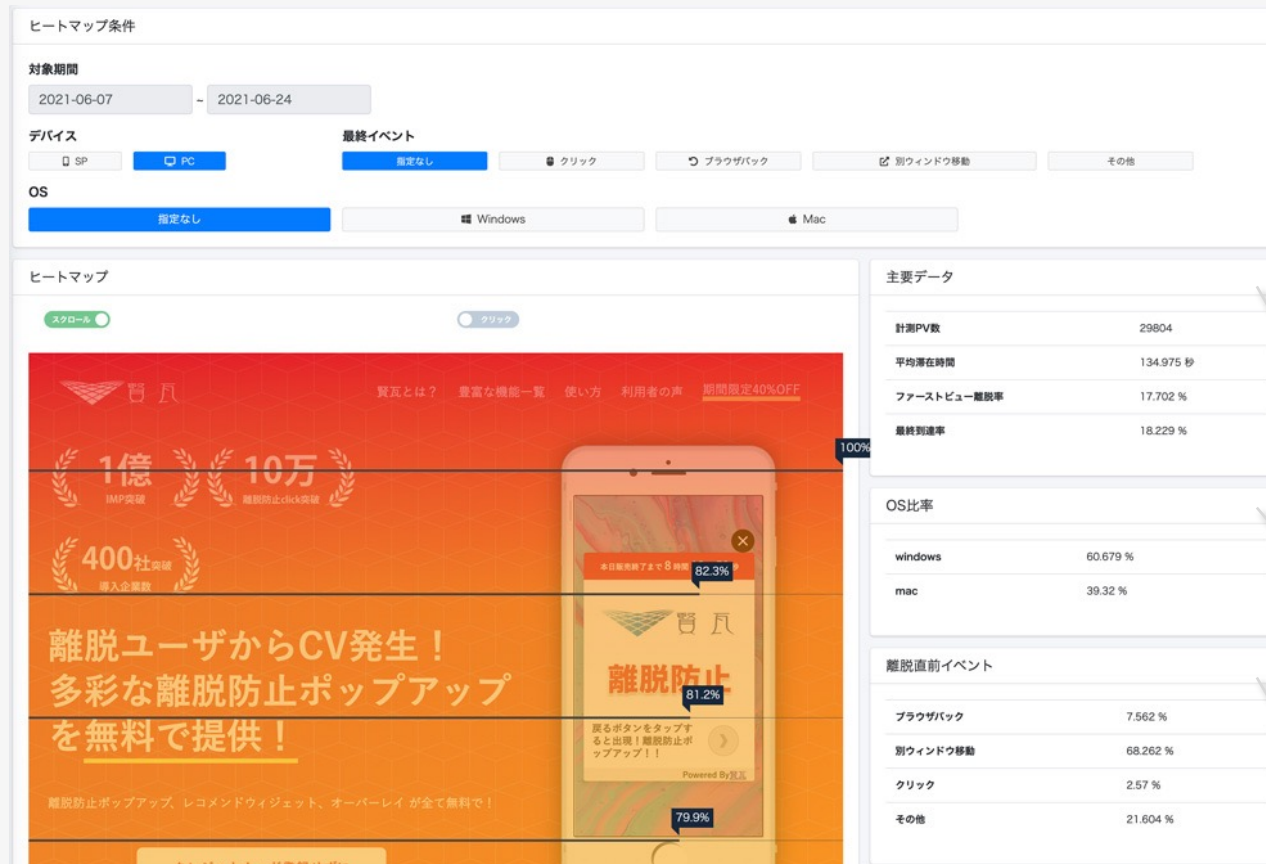 ヒートマップ条件
対象期間
2021-06-07 ~ 2021-06-24
デバイス 最終イベント
SP PC 指定なし クリック ブラウザバック 別ウィンドウ移動 その他
OS
指定なし Windows Mac
ヒートマップ
スクロール クリック
賢瓦 賢瓦とは? 豊富な機能一覧 使い方 利用者の声 期間限定40%OFF
100%
1億 10万
IMP突破 離脱防止click突破
400社突破
導入企業数
本日販売終了まで 8 時間
秒
82.3%
賢瓦
離脱ユーザからCV発生！
多彩な離脱防止ポップアップ
を無料で提供！
離脱防止
81.2%
戻るボタンをタップす
ると出現！離脱防止ポ
ップアップ！！
Powered By賢瓦
離脱防止ポップアップ、レコメンドウィジェット、オーバーレイ が全て無料で！
79.9%
主要データ
計測PV数 29804
平均滞在時間 134.975 秒
ファーストビュー離脱率 17.702 %
最終到達率 18.229 %
OS比率
windows 60.679 %
mac 39.32 %
離脱直前イベント
ブラウザバック 7.562 %
別ウィンドウ移動 68.262 %
クリック 2.57 %
その他 21.604 %